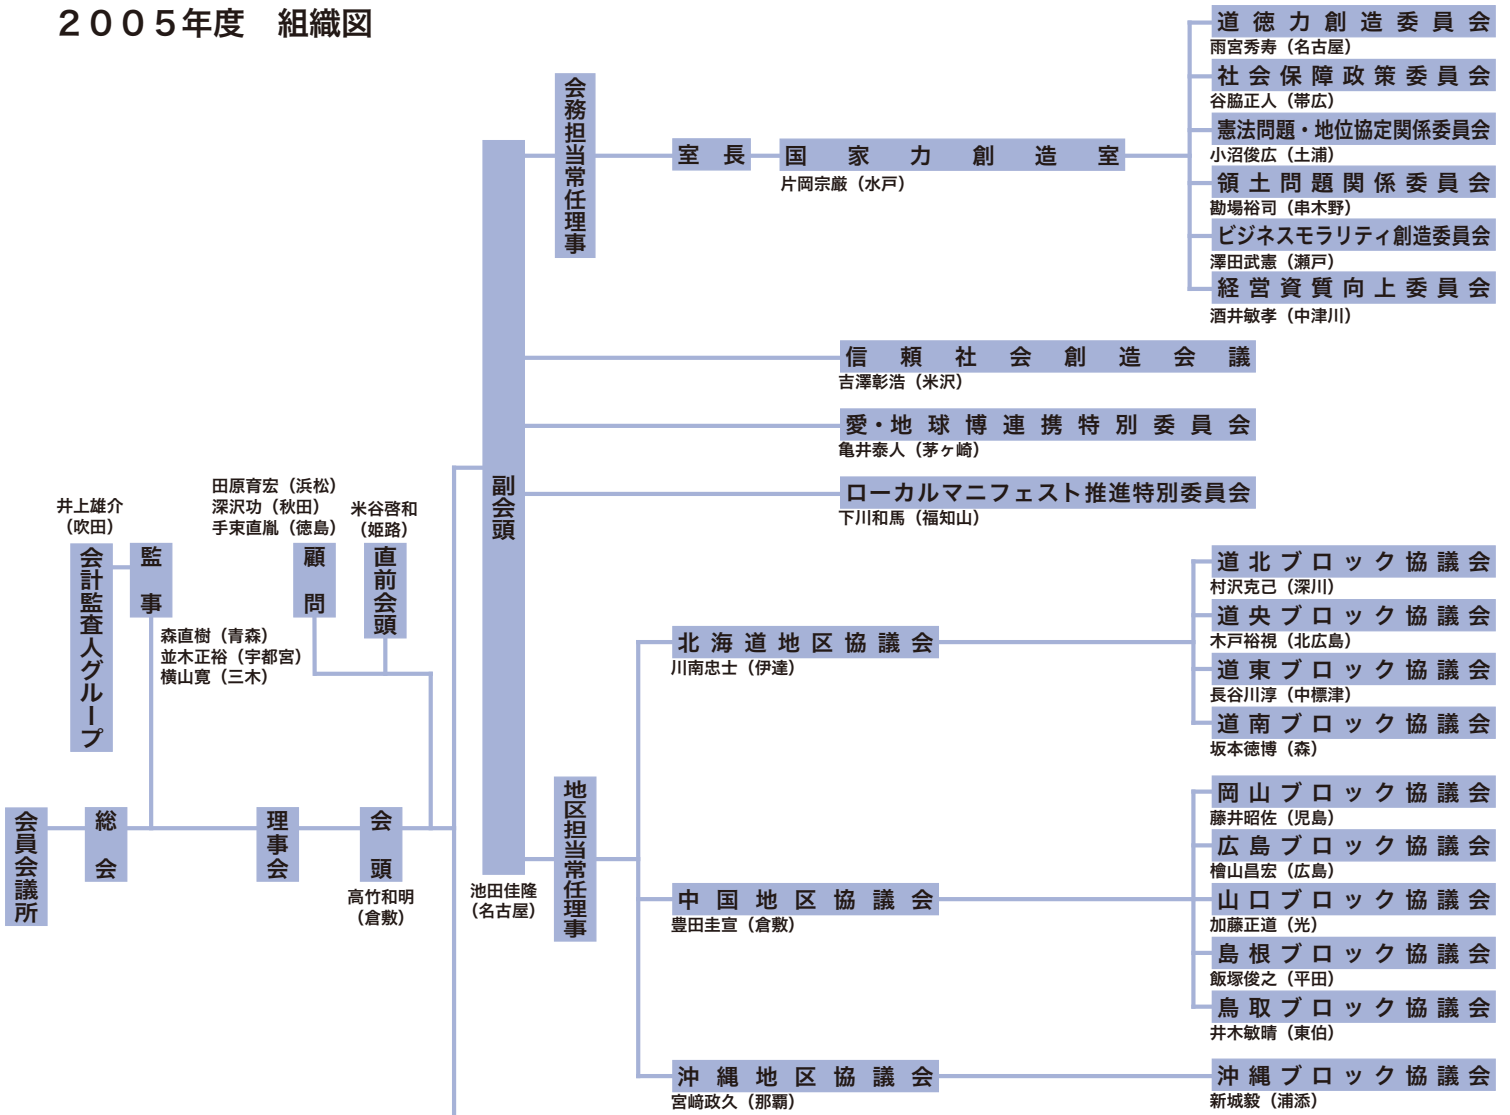 2005年度　組織図
道徳力創造委員会
雨宮秀寿（名古屋）
社会保障政策委員会
谷脇正人（帯広）
憲法問題・地位協定関係委員会
小沼俊広（土浦）
領土問題関係委員会
勘場裕司（串木野）
ビジネスモラリティ創造委員会
澤田武憲（瀬戸）
経営資質向上委員会
酒井敏孝（中津川）
会務担当常任理事
室長
国家力創造室
片岡宗厳（水戸）
信頼社会創造会議
吉澤彰浩（米沢）
愛・地球博連携特別委員会
亀井泰人（茅ヶ崎）
ローカルマニフェスト推進特別委員会
下川和馬（福知山）
副会頭
池田佳隆
（名古屋）
井上雄介
（吹田）
会計監査人グループ
監事
森直樹（青森）
並木正裕（宇都宮）
横山寛（三木）
田原育宏（浜松）
深沢功（秋田）
手束直胤（徳島）
顧問
米谷啓和
（姫路）
直前会頭
会員会議所
総会
理事会
会頭
高竹和明
（倉敷）
地区担当常任理事
北海道地区協議会
川南忠士（伊達）
道北ブロック協議会
村沢克己（深川）
道央ブロック協議会
木戸裕視（北広島）
道東ブロック協議会
長谷川淳（中標津）
道南ブロック協議会
坂本徳博（森）
中国地区協議会
豊田圭宣（倉敷）
岡山ブロック協議会
藤井昭佐（児島）
広島ブロック協議会
檜山昌宏（広島）
山口ブロック協議会
加藤正道（光）
島根ブロック協議会
飯塚俊之（平田）
鳥取ブロック協議会
井木敏晴（東伯）
沖縄地区協議会
宮﨑政久（那覇）
沖縄ブロック協議会
新城毅（浦添）